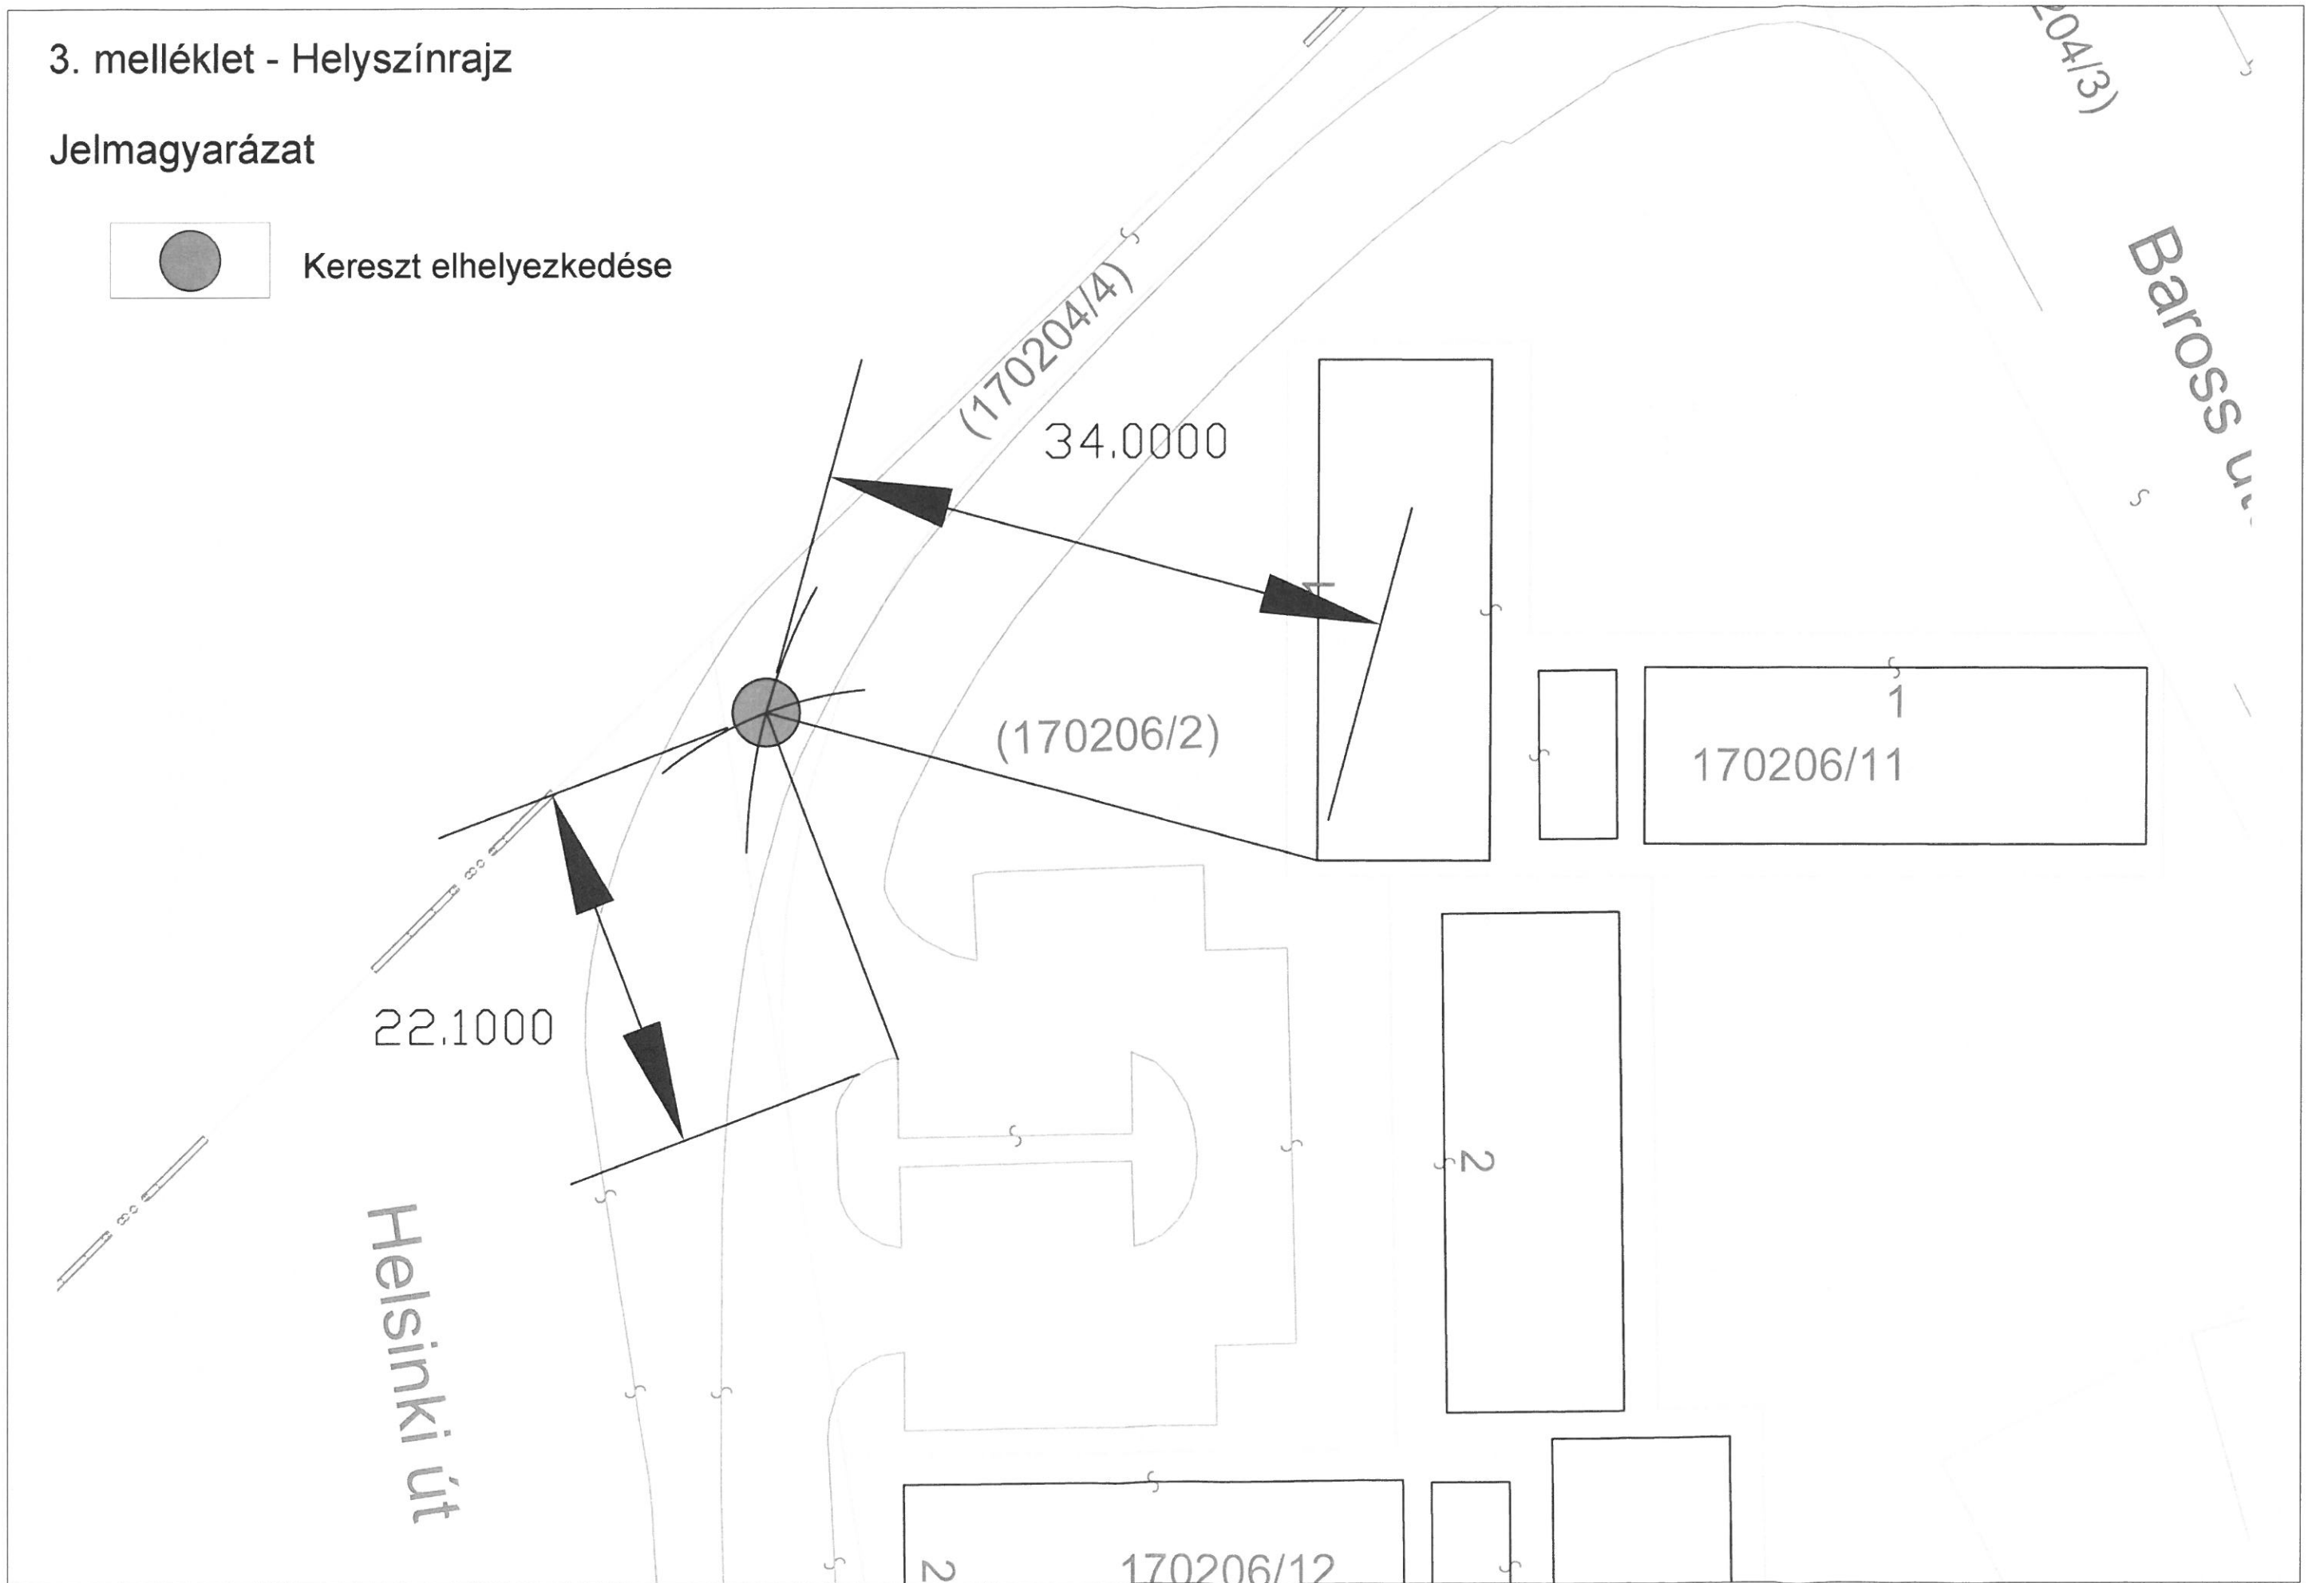 3. melléklet - Helyszínrajz
Jelmagyarázat
Kereszt elhelyezkedése
204/3)
Baross
(170204/4)
34.0000
1
(170206/2)
1
170206/11
22.1000
2
Helsinki út
2
170206/12